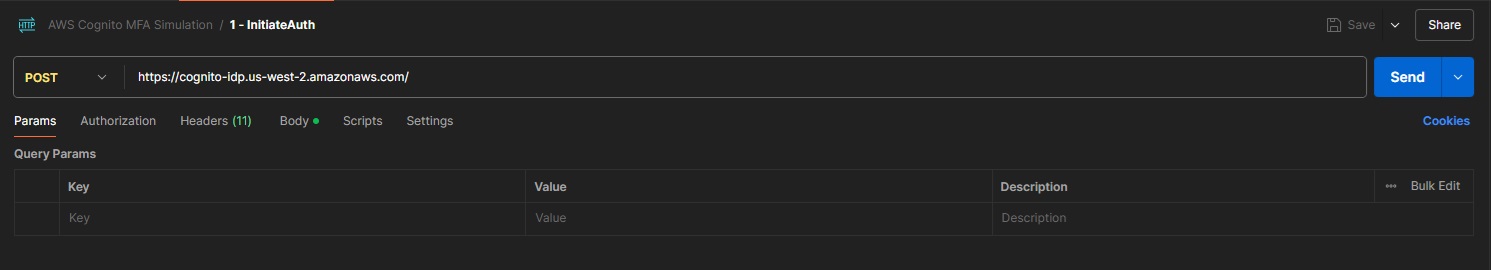 HTTP AWS Cognito MFA Simulation / 1 - InitiateAuth Save Share
POST https://cognito-idp.us-west-2.amazonaws.com/ Send
Params Authorization Headers (11) Body Scripts Settings Cookies
Query Params
Key Value Description Bulk Edit
Key Value Description